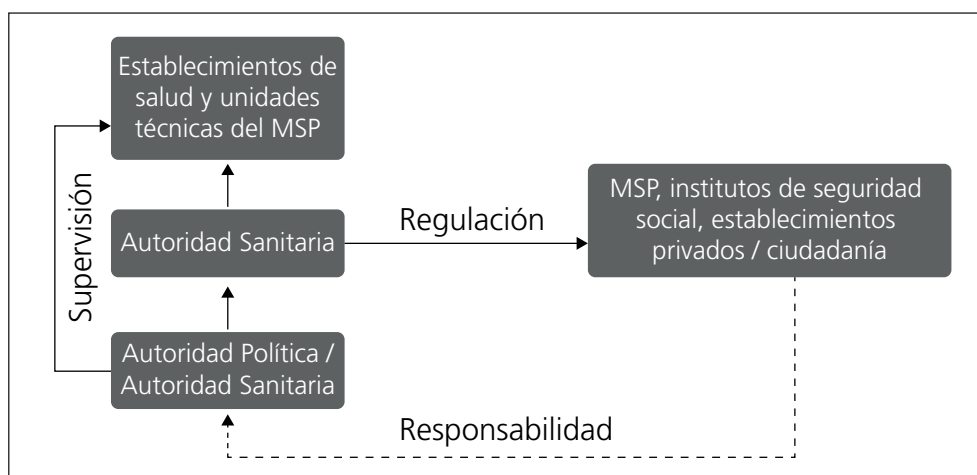 Establecimientos de
salud y unidades
técnicas del MSP
Supervisión
Autoridad Sanitaria
Regulación
MSP, institutos de seguridad
social, establecimientos
privados / ciudadanía
Autoridad Política /
Autoridad Sanitaria
Responsabilidad